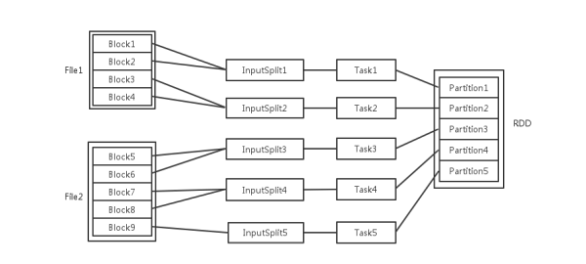 File1
Block1
Block2
Block3
Block4
File2
Block5
Block6
Block7
Block8
Block9
InputSplit1
InputSplit2
InputSplit3
InputSplit4
InputSplit5
Task1
Task2
Task3
Task4
Task5
Partition1
Partition2
Partition3
Partition4
Partition5
RDD